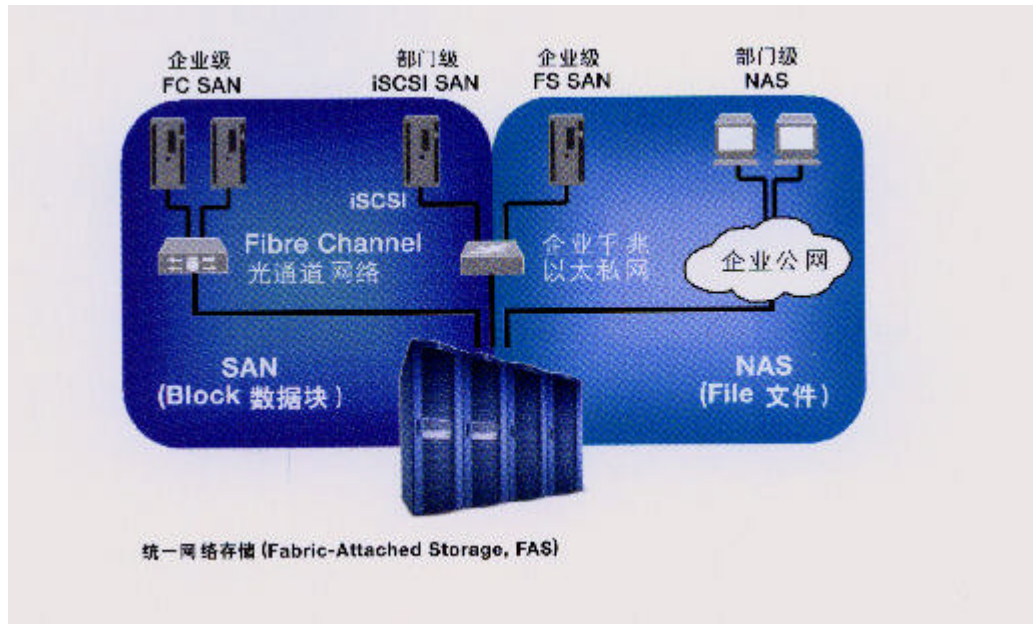 企业级
FC SAN
部门级
iSCSI SAN
企业级
FS SAN
部门级
NAS
iSCSI
Fibre Channel
光通道网络
企业千兆
以太私网
企业公网
SAN
(Block 数据块)
NAS
(File 文件)
统一网络存储 (Fabric-Attached Storage, FAS)